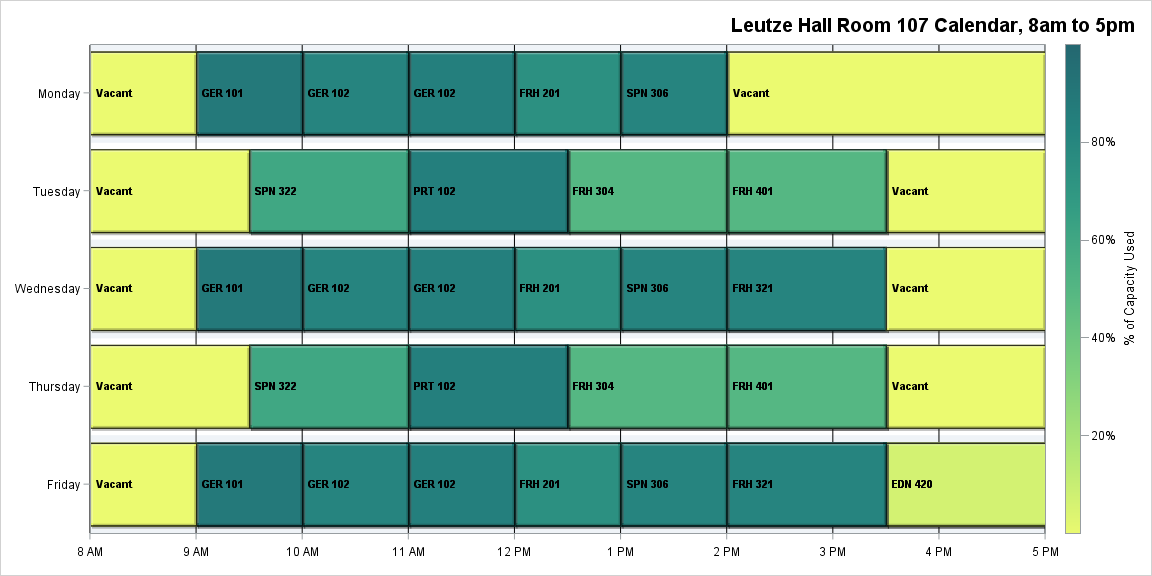 Leutze Hall Room 107 Calendar, 8am to 5pm
Monday Vacant GER 101 GER 102 GER 102 FRH 201 SPN 306 Vacant
80%
Tuesday Vacant SPN 322 PRT 102 FRH 304 FRH 401 Vacant
60%
Wednesday Vacant GER 101 GER 102 GER 102 FRH 201 SPN 306 FRH 321 Vacant
% of Capacity Used
40%
Thursday Vacant SPN 322 PRT 102 FRH 304 FRH 401 Vacant
20%
Friday Vacant GER 101 GER 102 GER 102 FRH 201 SPN 306 FRH 321 EDN 420
8 AM 9 AM 10 AM 11 AM 12 PM 1 PM 2 PM 3 PM 4 PM 5 PM